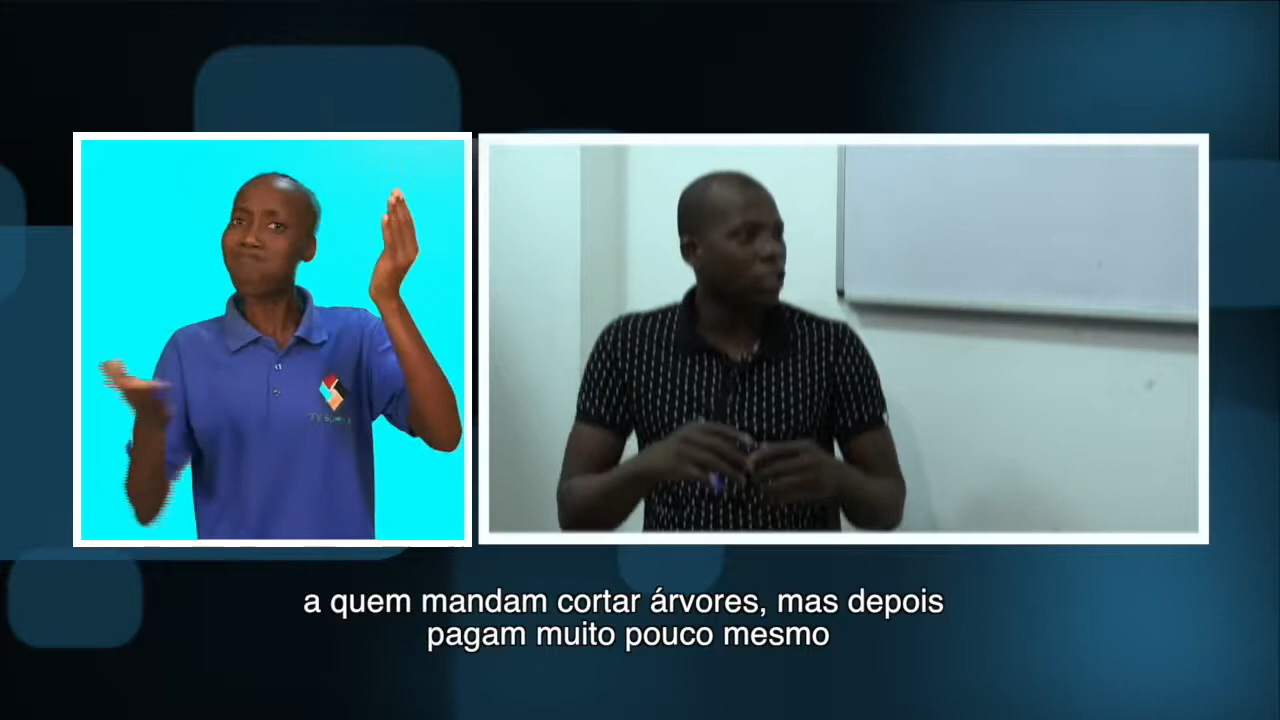 a quem mandam cortar árvores, mas depois
pagam muito pouco mesmo